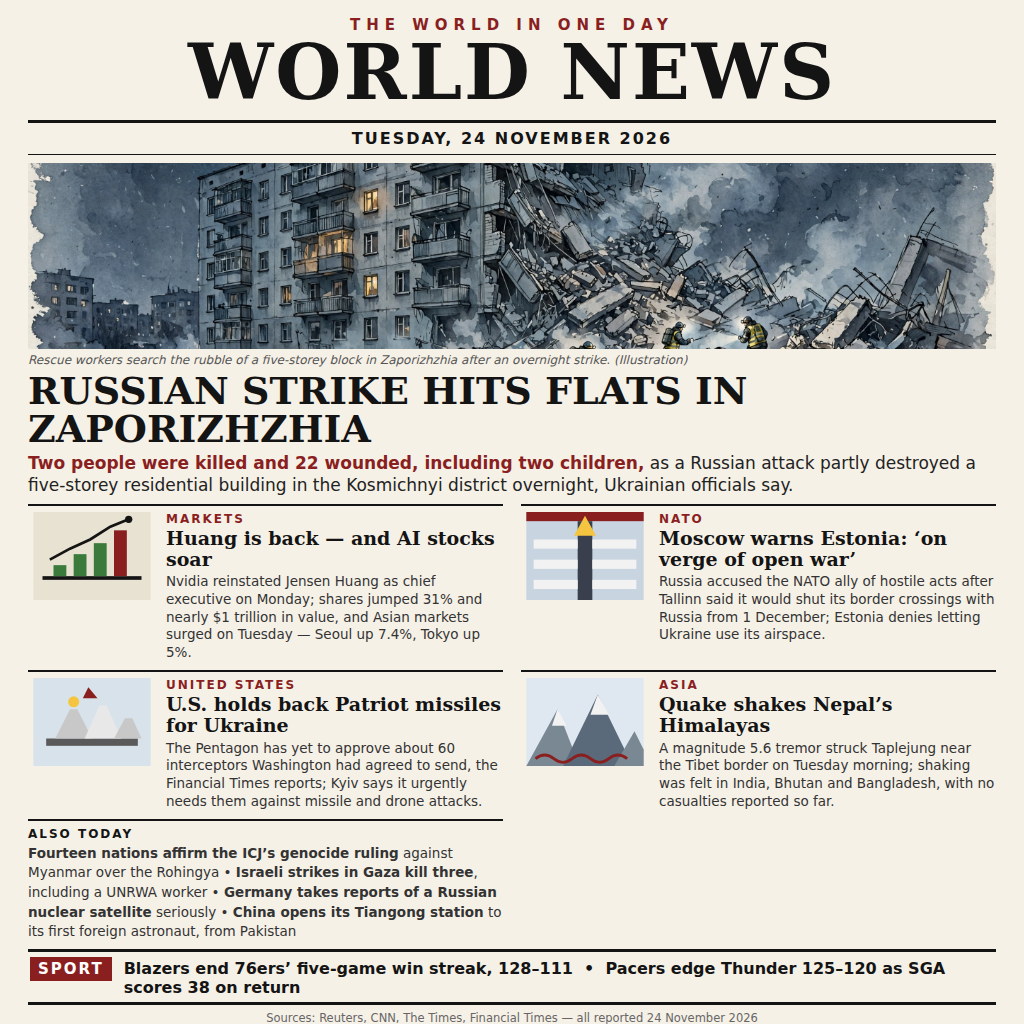 THE WORLD IN ONE DAY
WORLD NEWS
TUESDAY, 24 NOVEMBER 2026
Rescue workers search the rubble of a five-storey block in Zaporizhzhia after an overnight strike. (Illustration)
RUSSIAN STRIKE HITS FLATS IN
ZAPORIZHZHIA
Two people were killed and 22 wounded, including two children, as a Russian attack partly destroyed a
five-storey residential building in the Kosmichnyi district overnight, Ukrainian officials say.
MARKETS
Huang is back — and AI stocks
soar
Nvidia reinstated Jensen Huang as chief
executive on Monday; shares jumped 31% and
nearly $1 trillion in value, and Asian markets
surged on Tuesday — Seoul up 7.4%, Tokyo up
5%.
NATO
Moscow warns Estonia: ‘on
verge of open war’
Russia accused the NATO ally of hostile acts after
Tallinn said it would shut its border crossings with
Russia from 1 December; Estonia denies letting
Ukraine use its airspace.
UNITED STATES
U.S. holds back Patriot missiles
for Ukraine
The Pentagon has yet to approve about 60
interceptors Washington had agreed to send, the
Financial Times reports; Kyiv says it urgently
needs them against missile and drone attacks.
ASIA
Quake shakes Nepal’s
Himalayas
A magnitude 5.6 tremor struck Taplejung near
the Tibet border on Tuesday morning; shaking
was felt in India, Bhutan and Bangladesh, with no
casualties reported so far.
ALSO TODAY
Fourteen nations affirm the ICJ’s genocide ruling against
Myanmar over the Rohingya • Israeli strikes in Gaza kill three,
including a UNRWA worker • Germany takes reports of a Russian
nuclear satellite seriously • China opens its Tiangong station to
its first foreign astronaut, from Pakistan
SPORT
Blazers end 76ers’ five-game win streak, 128–111 • Pacers edge Thunder 125–120 as SGA
scores 38 on return
Sources: Reuters, CNN, The Times, Financial Times — all reported 24 November 2026